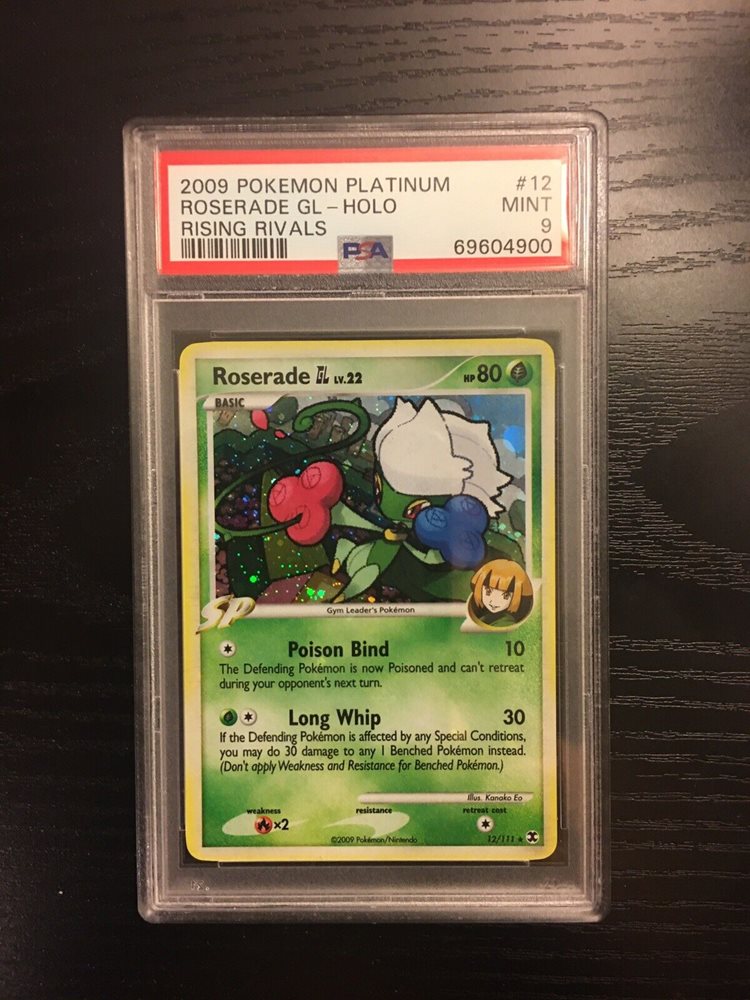 2009 POKEMON PLATINUM #12
ROSERADE GL - HOLO MINT
RISING RIVALS 9
PSA 69604900
Roserade GL LV.22 HP 80
BASIC
SP
Gym Leader's Pokémon
Poison Bind 10
The Defending Pokémon is now Poisoned and can't retreat
during your opponent's next turn.
Long Whip 30
If the Defending Pokémon is affected by any Special Conditions,
you may do 30 damage to any 1 Benched Pokémon instead.
(Don't apply Weakness and Resistance for Benched Pokémon.)
Illus. Kanako Eo
weakness resistance retreat cost
×2
©2009 Pokémon/Nintendo 12/111